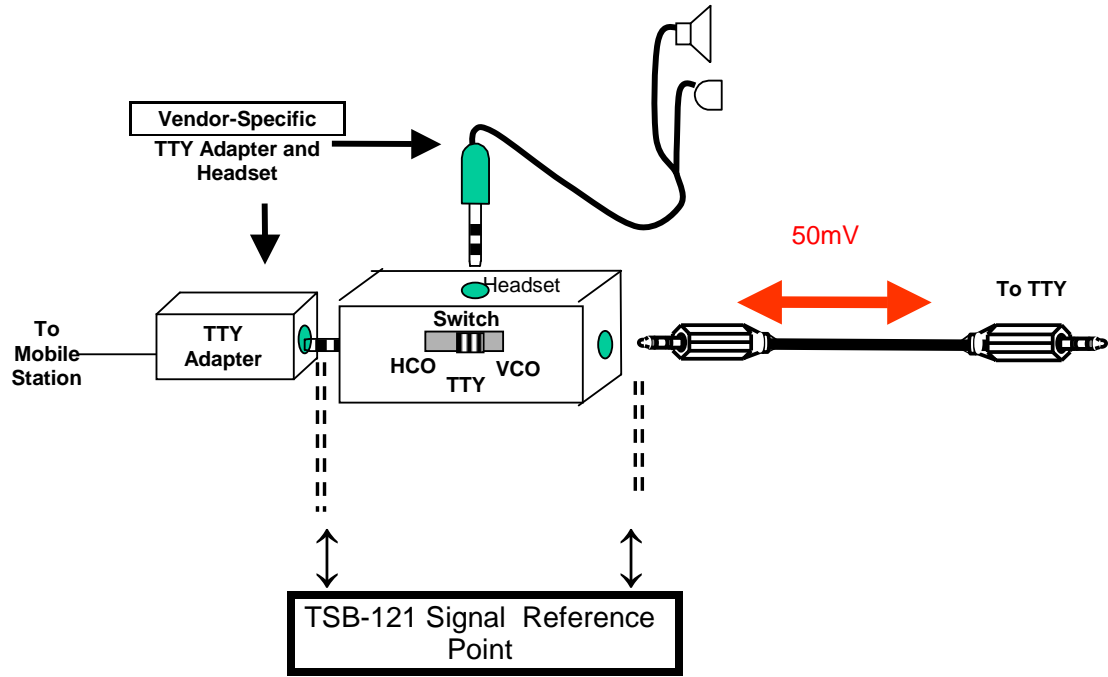 Vendor-Specific
TTY Adapter and
Headset
50mV
To TTY
Headset
Switch
HCO
VCO
TTY
TTY
Adapter
To
Mobile
Station
TSB-121 Signal Reference
Point